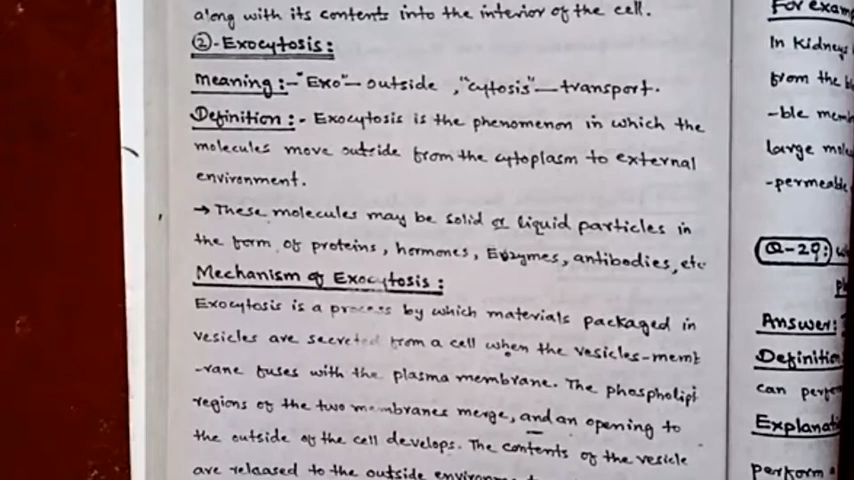 along with its contents into the interior of the cell.
②-Exocytosis:
Meaning:-"Exo"— outside, "cytosis"— transport.
Definition:- Exocytosis is the phenomenon in which the
molecules move outside from the cytoplasm to external
environment.
→ These molecules may be solid or liquid particles in
the form of proteins, hormones, Enzymes, antibodies, etc
Mechanism of Exocytosis:
Exocytosis is a process by which materials packaged in
vesicles are secreted from a cell when the vesicles-memb
-rane fuses with the plasma membrane. The phospholipi
regions of the two membranes merge, and an opening to
the outside of the cell develops. The contents of the vesicle
are released to the outside
For exam
In Kidneys
from the
-ble mem
large mole
-permeable
Q-29:
Answer:
Definition
can perfo
Explanati
perform a